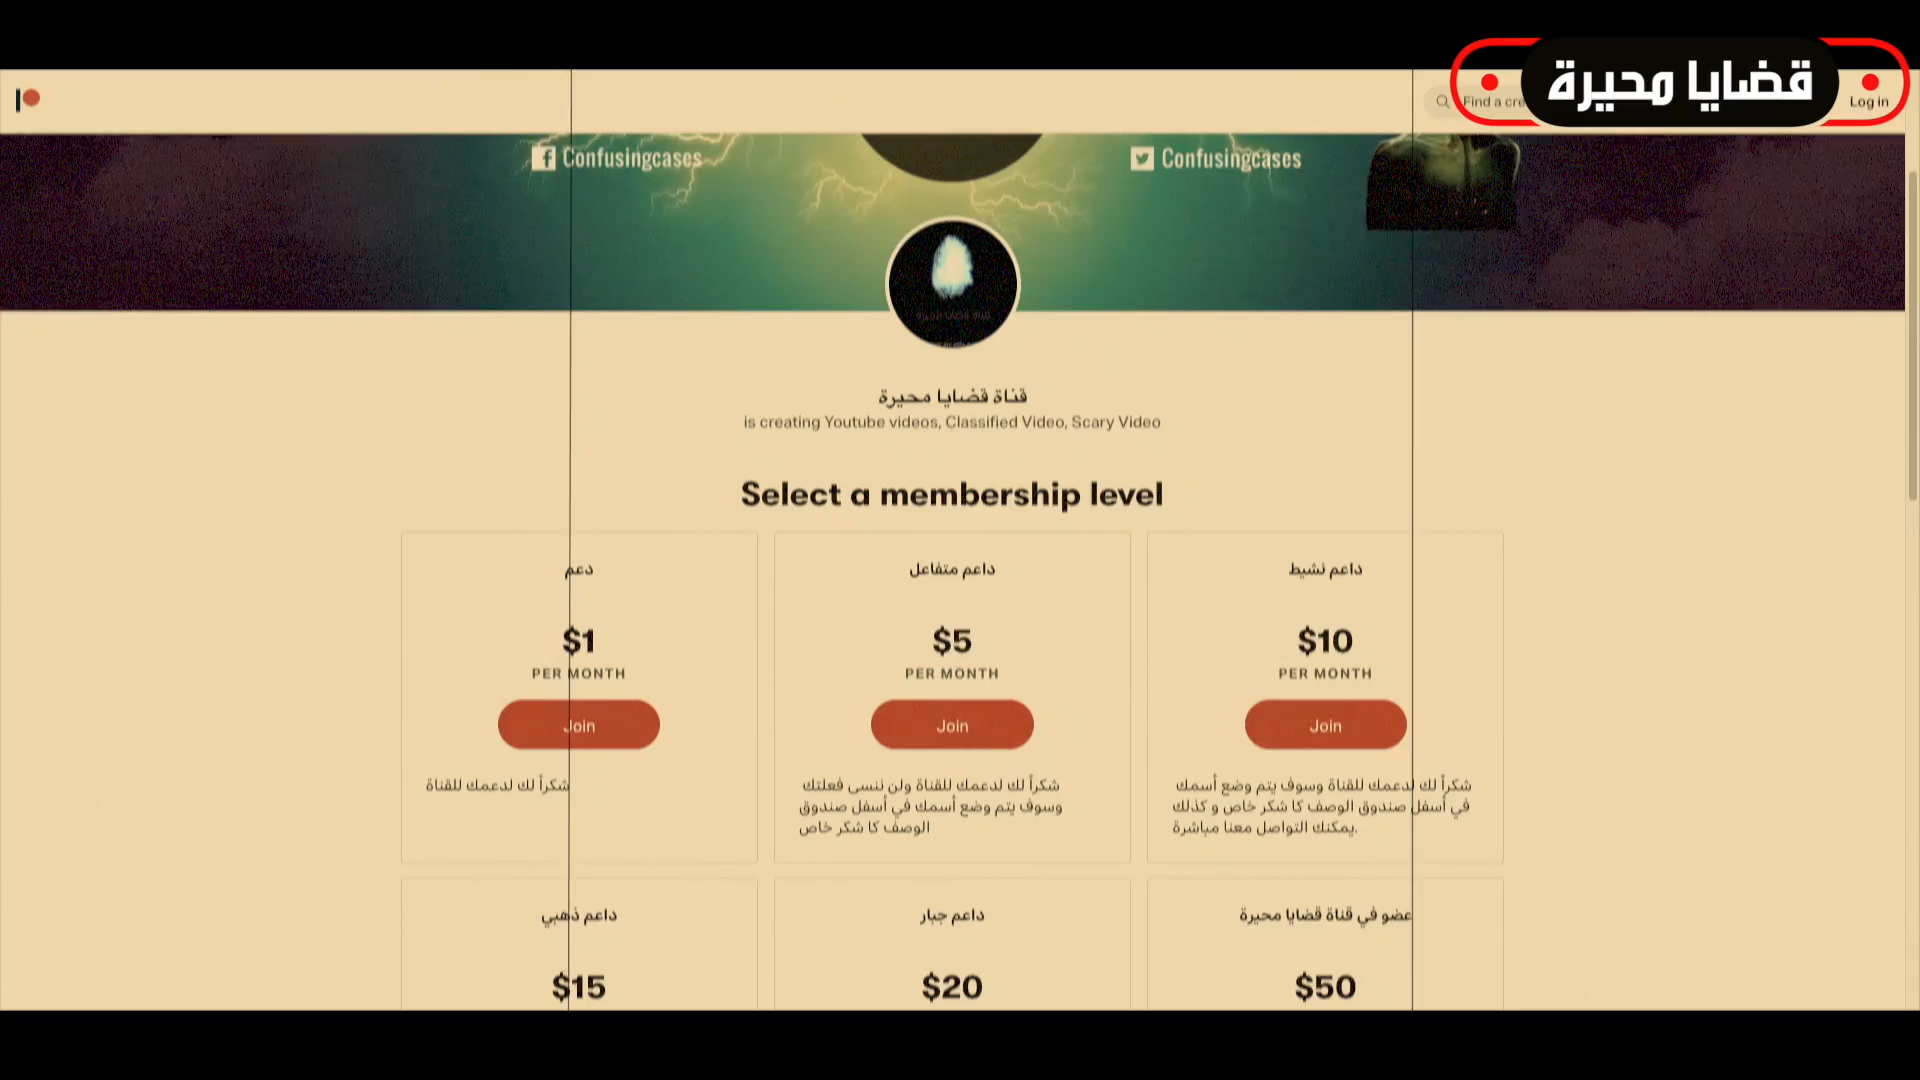 قضايا محيرة
Find a cre
Log in
Confusingcases
Confusingcases
قناة قضايا محيرة
is creating Youtube videos, Classified Video, Scary Video
Select a membership level
دعم
$1
PER MONTH
Join
شكراً لك لدعمك للقناة
داعم متفاعل
$5
PER MONTH
Join
شكراً لك لدعمك للقناة ولن ننسى فعلتك
وسوف يتم وضع أسمك في أسفل صندوق
الوصف كا شكر خاص
داعم نشيط
$10
PER MONTH
Join
شكراً لك لدعمك للقناة وسوف يتم وضع أسمك
في أسفل صندوق الوصف كا شكر خاص و كذلك
يمكنك التواصل معنا مباشرة.
داعم ذهبي
$15
داعم جبار
$20
عضو في قناة قضايا محيرة
$50